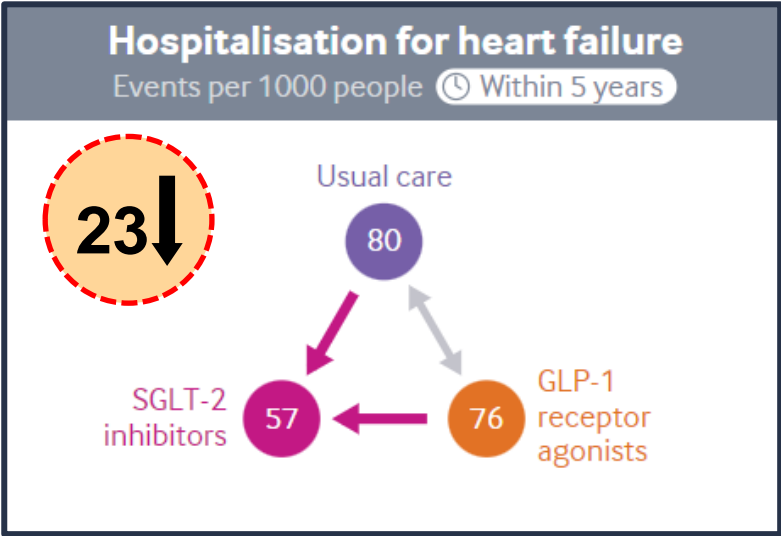 Hospitalisation for heart failure
Events per 1000 people Within 5 years
23
Usual care
80
SGLT-2
inhibitors
57
76
GLP-1
receptor
agonists